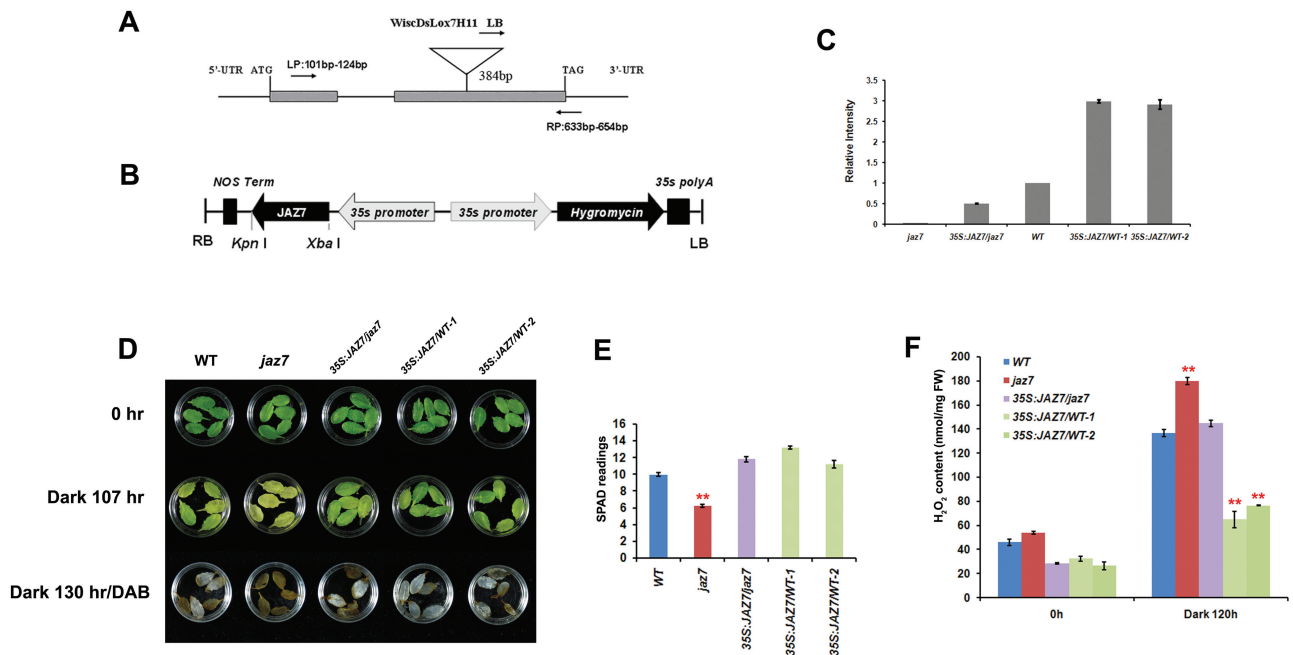 A
WiscDsLox7H11 LB
5'-UTR ATG LP:101bp-124bp 384bp TAG 3'-UTR
RP:633bp-654bp
B
NOS Term 35s polyA
JAZ7 35s promoter 35s promoter Hygromycin
RB Kpn I Xba I LB
C
Relative Intensity
3.5
3
2.5
2
1.5
1
0.5
0
jaz7 35S:JAZ7/jaz7 WT 35S:JAZ7/WT-1 35S:JAZ7/WT-2
D
WT jaz7 35S:JAZ7/jaz7 35S:JAZ7/WT-1 35S:JAZ7/WT-2
0 hr
Dark 107 hr
Dark 130 hr/DAB
E
SPAD readings
16
14
12
10
8
6
4
2
0
**
WT jaz7 35S:JAZ7/jaz7 35S:JAZ7/WT-1 35S:JAZ7/WT-2
F
H₂O₂ content (nmol/mg FW)
200
180
160
140
120
100
80
60
40
20
0
WT
jaz7
35S:JAZ7/jaz7
35S:JAZ7/WT-1
35S:JAZ7/WT-2
**
** **
0h Dark 120h